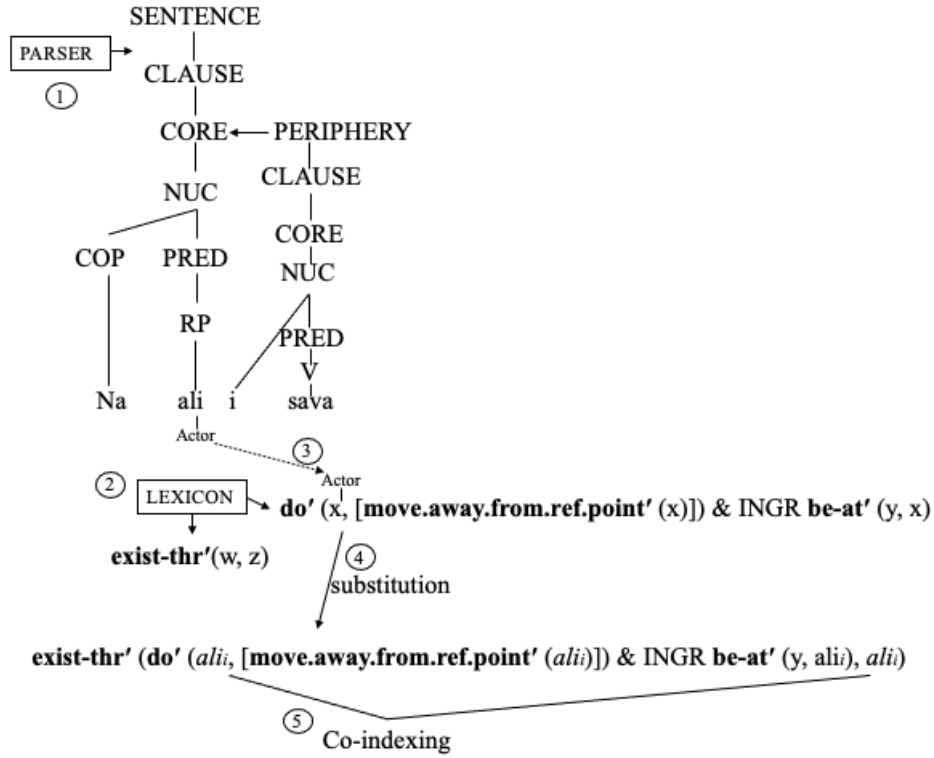 SENTENCE
PARSER
1
CLAUSE
CORE PERIPHERY
CLAUSE
NUC
CORE
COP PRED
NUC
RP
PRED
V
Na ali i sava
Actor
3
Actor
2 LEXICON
do′ (x, [move.away.from.ref.point′ (x)]) & INGR be-at′ (y, x)
exist-thr′(w, z)
4
substitution
exist-thr′ (do′ (aliᵢ, [move.away.from.ref.point′ (aliᵢ)]) & INGR be-at′ (y, aliᵢ), aliᵢ)
5
Co-indexing